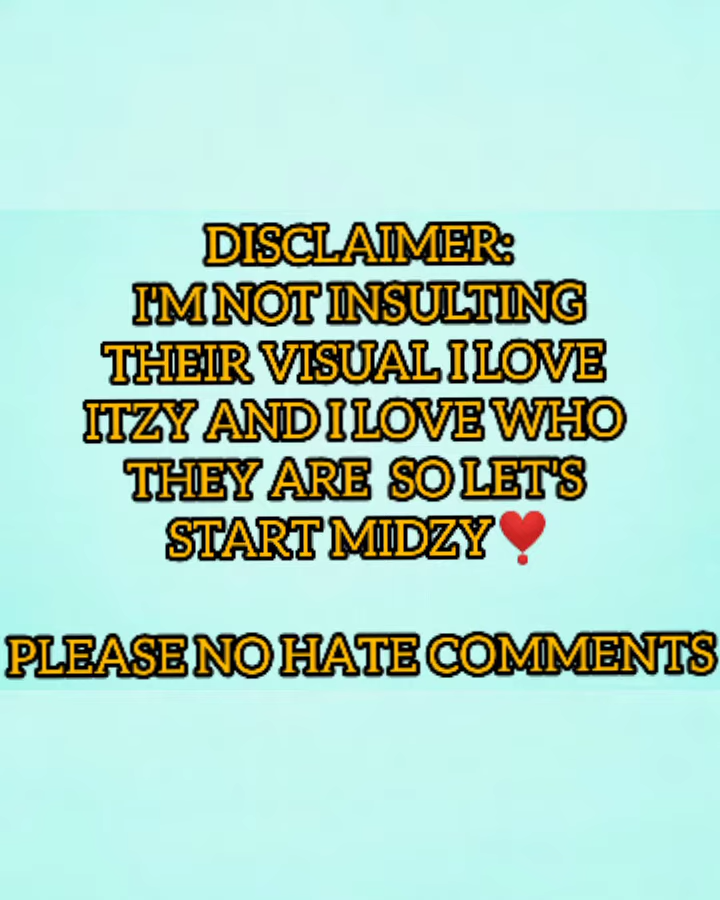 DISCLAIMER:
I'M NOT INSULTING
THEIR VISUAL I LOVE
ITZY AND I LOVE WHO
THEY ARE SO LET'S
START MIDZY❣️
PLEASE NO HATE COMMENTS